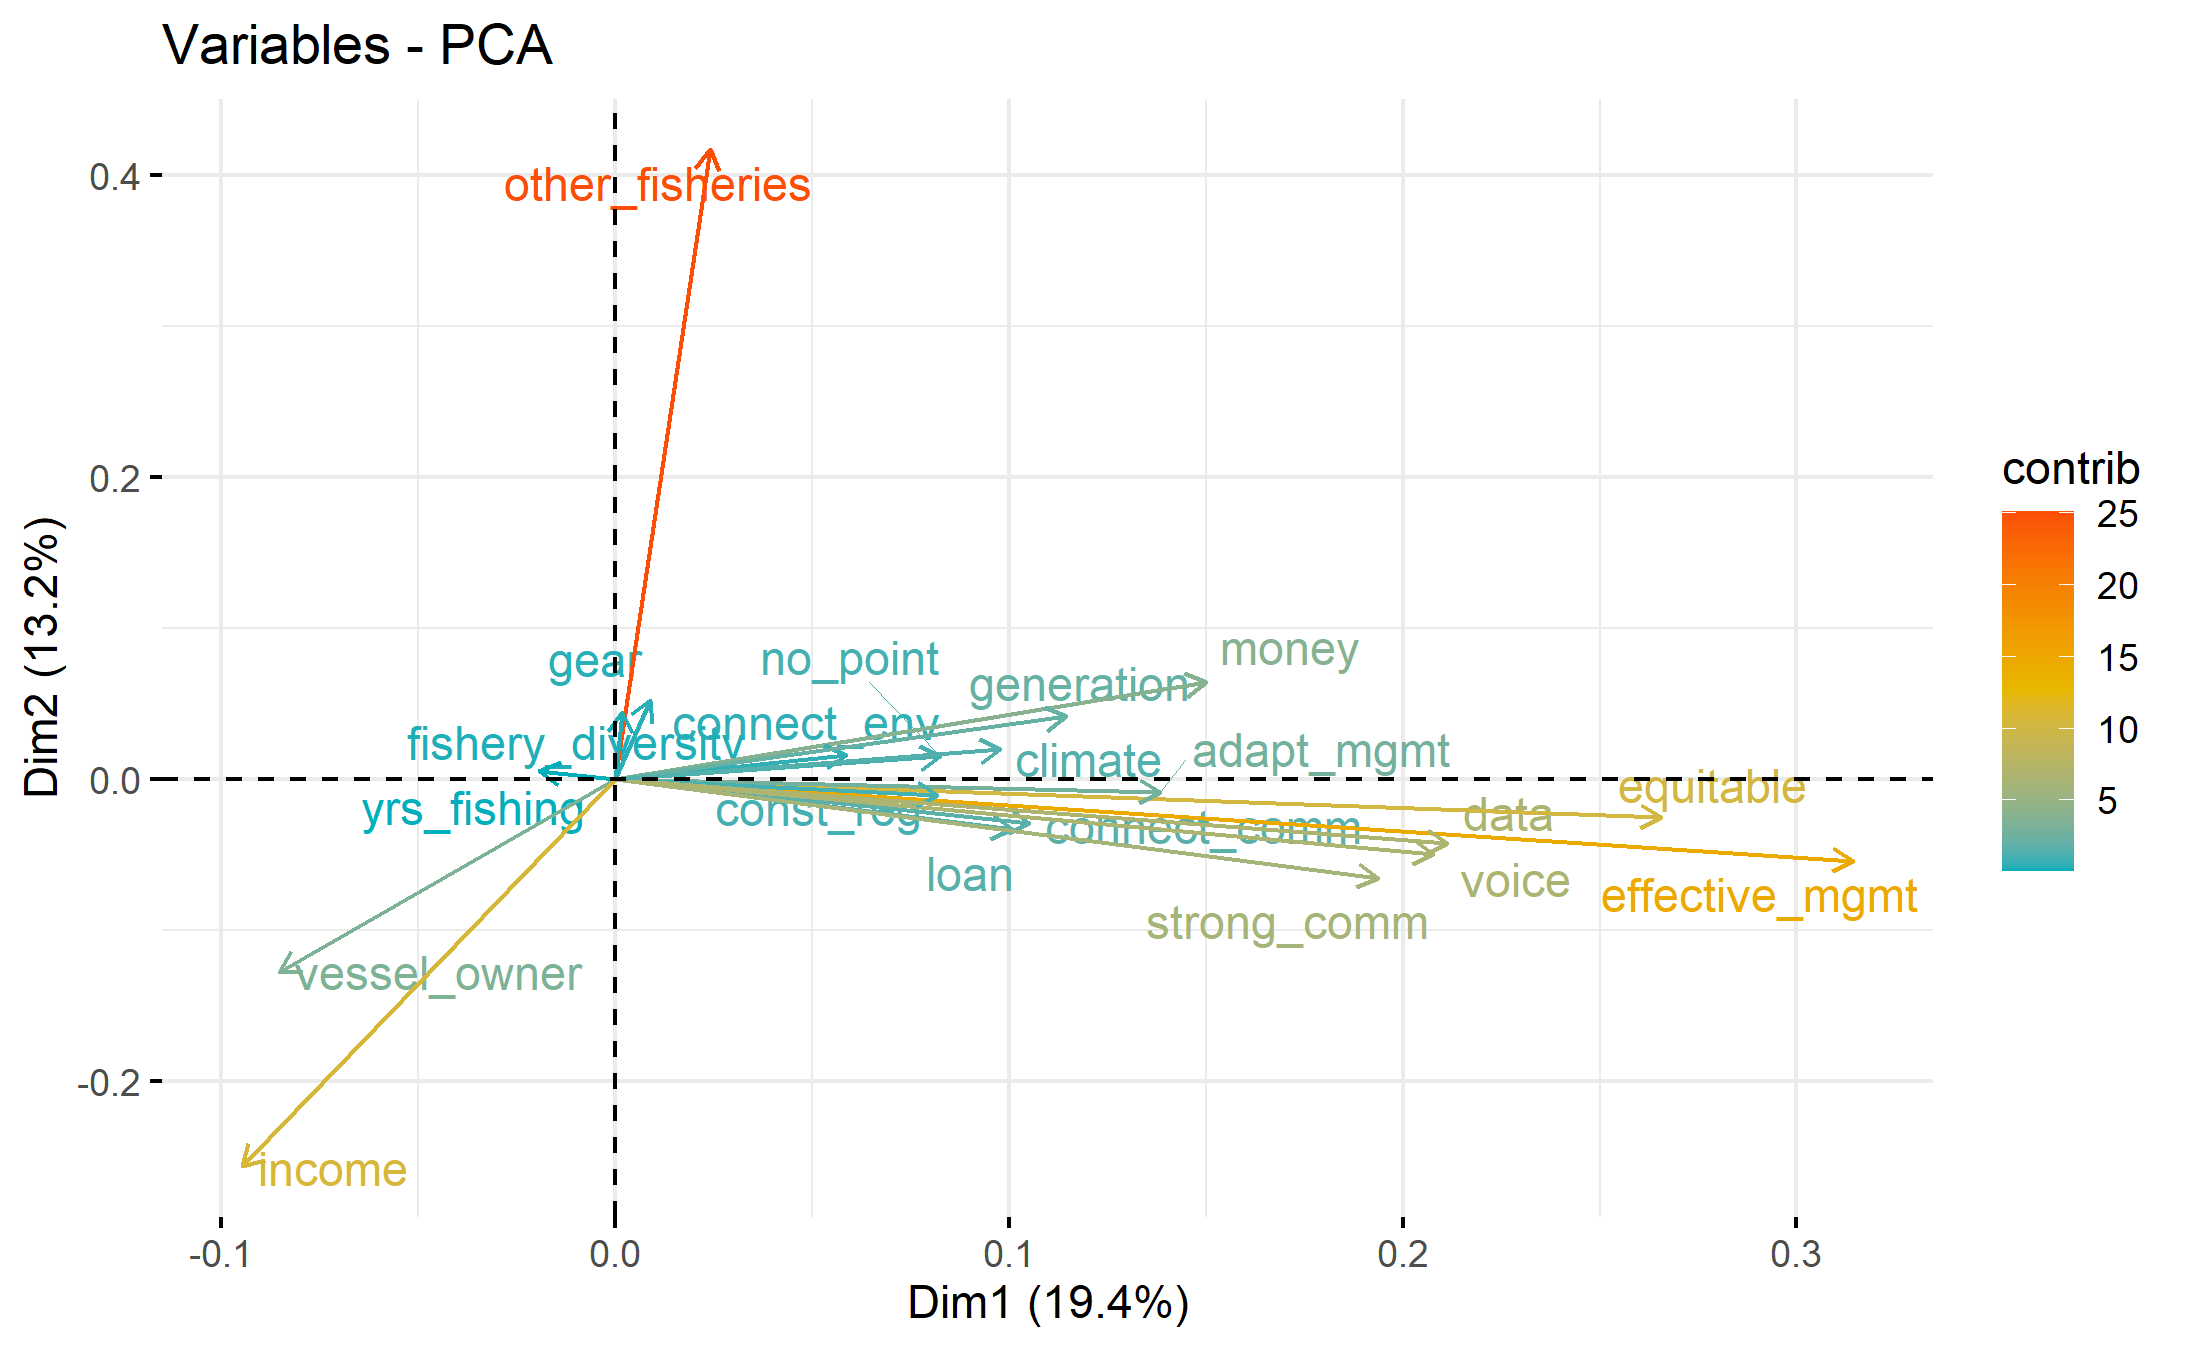 Variables - PCA
0.4
0.2
0.0
-0.2
Dim2 (13.2%)
other_fisheries
gear
no_point
money
generation
connect_env
fishery_diversity
climate
adapt_mgmt
equitable
yrs_fishing
const_reg
connect_comm
data
loan
voice
effective_mgmt
strong_comm
vessel_owner
income
-0.1
0.0
0.1
0.2
0.3
Dim1 (19.4%)
contrib
25
20
15
10
5